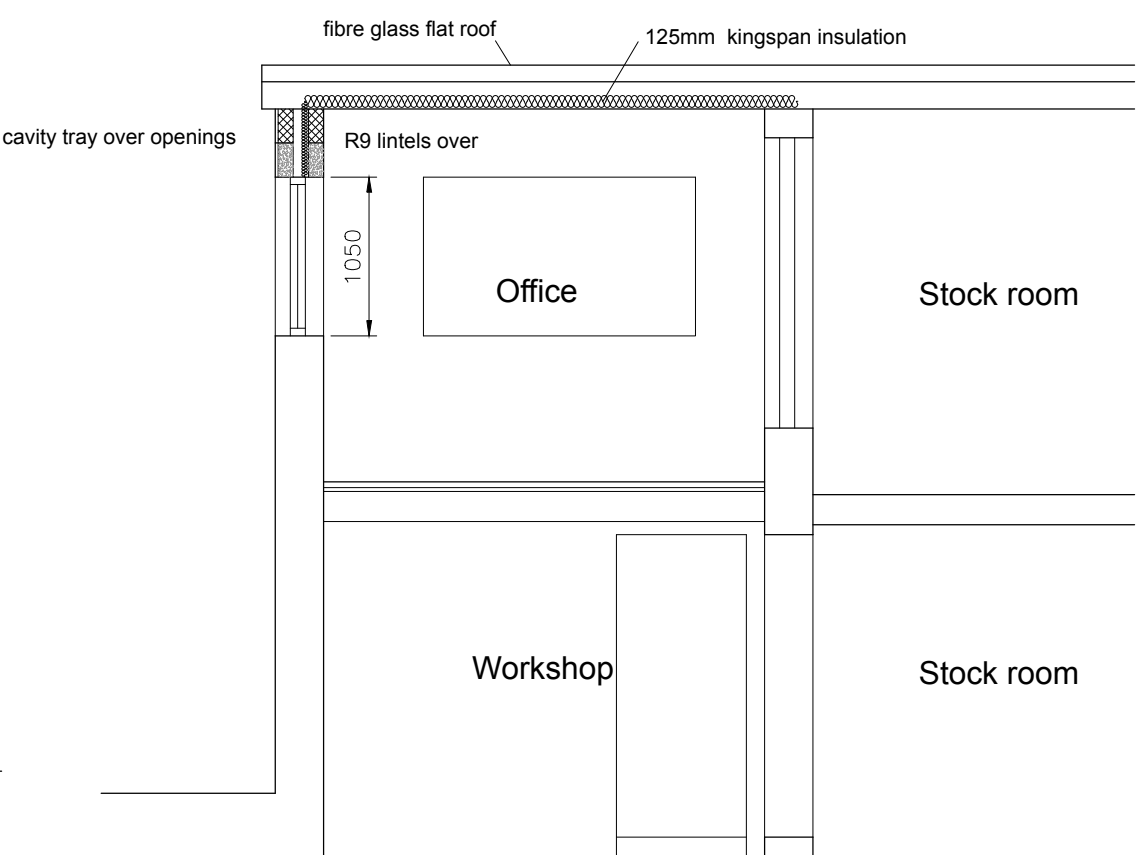 fibre glass flat roof
125mm kingspan insulation
cavity tray over openings
R9 lintels over
1050
Office
Stock room
Workshop
Stock room